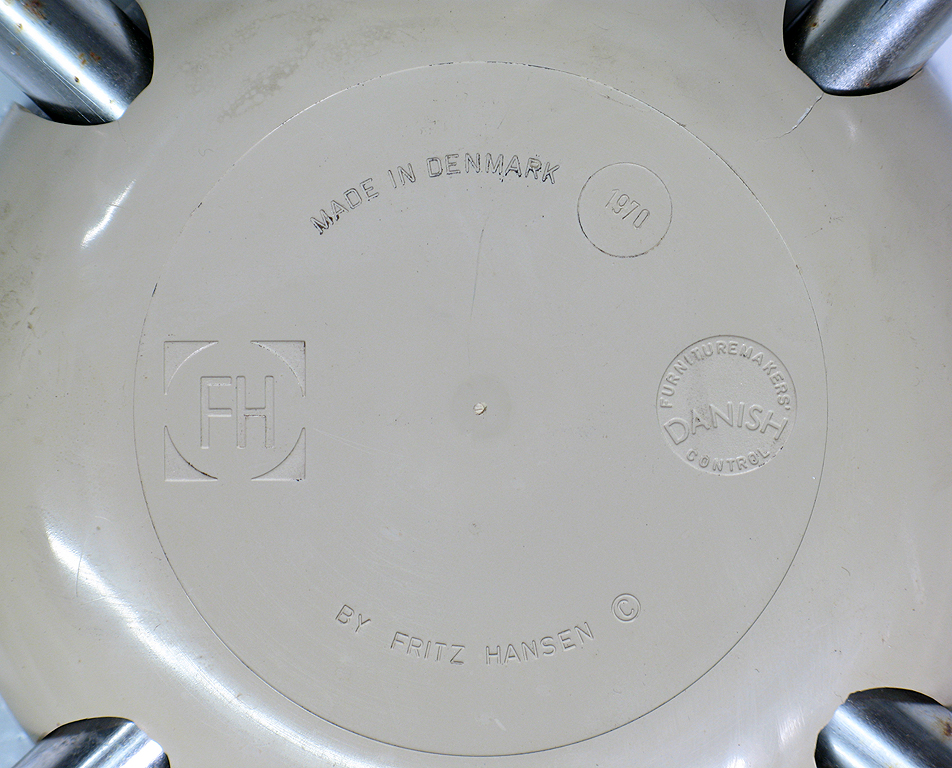 MADE IN DENMARK
1970
FH
FURNITUREMAKERS'
DANISH
CONTROL
BY FRITZ HANSEN ©